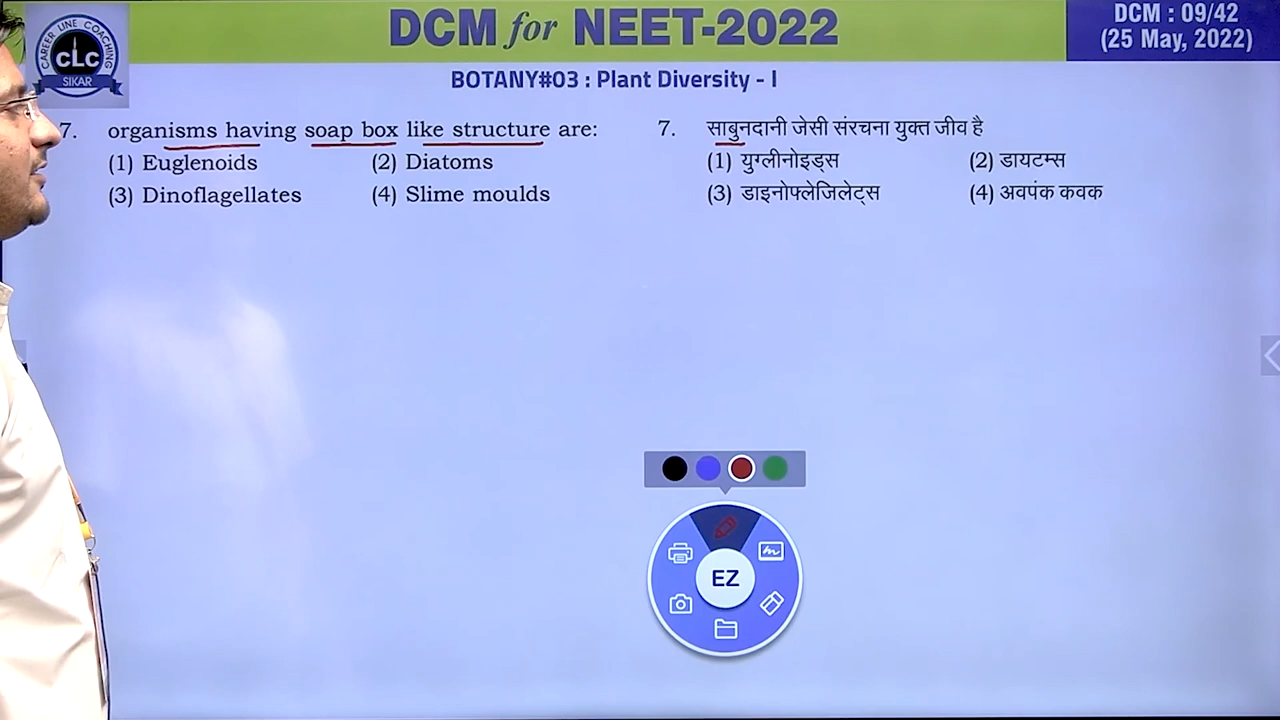 DCM for NEET-2022
DCM : 09/42
(25 May, 2022)
CAREER LINE COACHING
CLC
SIKAR
BOTANY#03 : Plant Diversity - I
7. organisms having soap box like structure are:
(1) Euglenoids (2) Diatoms
(3) Dinoflagellates (4) Slime moulds
7. साबुनदानी जेसी संरचना युक्त जीव है
(1) युग्लीनोइड्स (2) डायटम्स
(3) डाइनोफ्लेजिलेट्स (4) अवपंक कवक
EZ